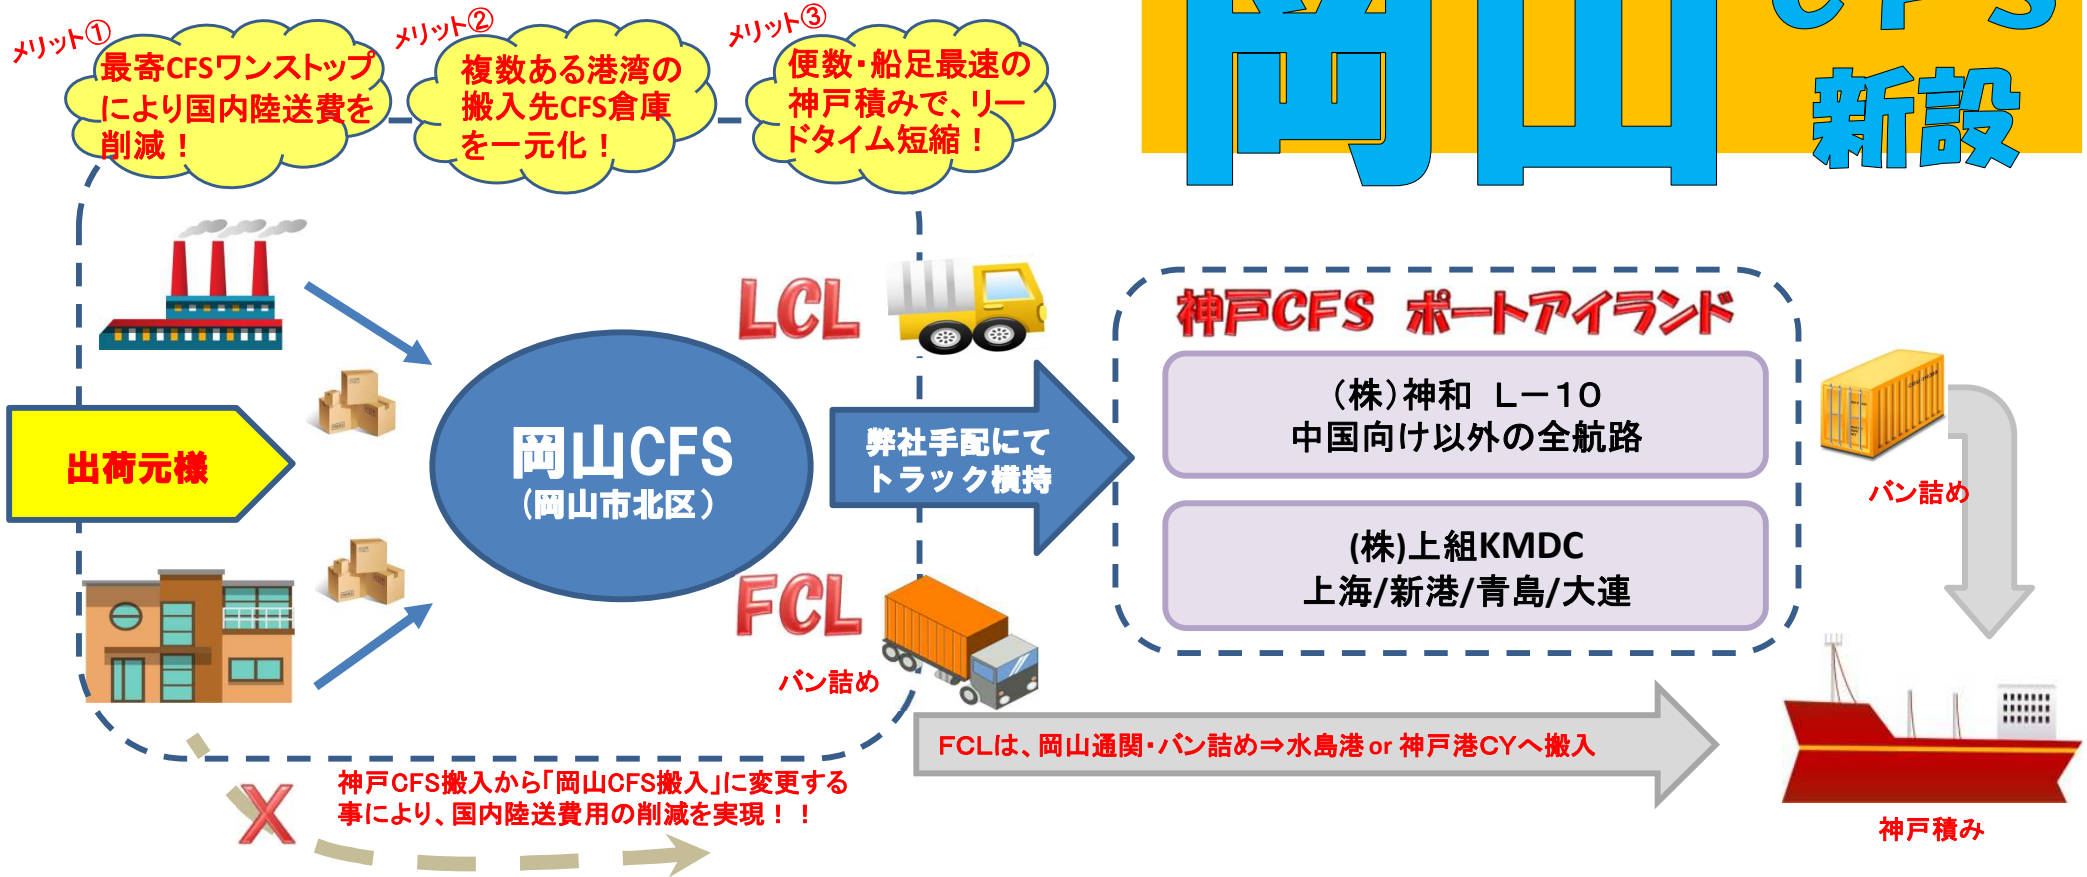 メリット①
最寄CFSワンストップ
により国内陸送費を
削減！
メリット②
複数ある港湾の
搬入先CFS倉庫
を一元化！
メリット③
便数・船足最速の
神戸積みで、リー
ドタイム短縮！
岡山
CFS
新設
出荷元様
岡山CFS
（岡山市北区）
LCL
弊社手配にて
トラック横持
FCL
バン詰め
神戸CFS ポートアイランド
（株）神和 L－10
中国向け以外の全航路
(株)上組KMDC
上海/新港/青島/大連
バン詰め
FCLは、岡山通関・バン詰め⇒水島港 or 神戸港CYへ搬入
X
神戸CFS搬入から「岡山CFS搬入」に変更する
事により、国内陸送費用の削減を実現！！
神戸積み